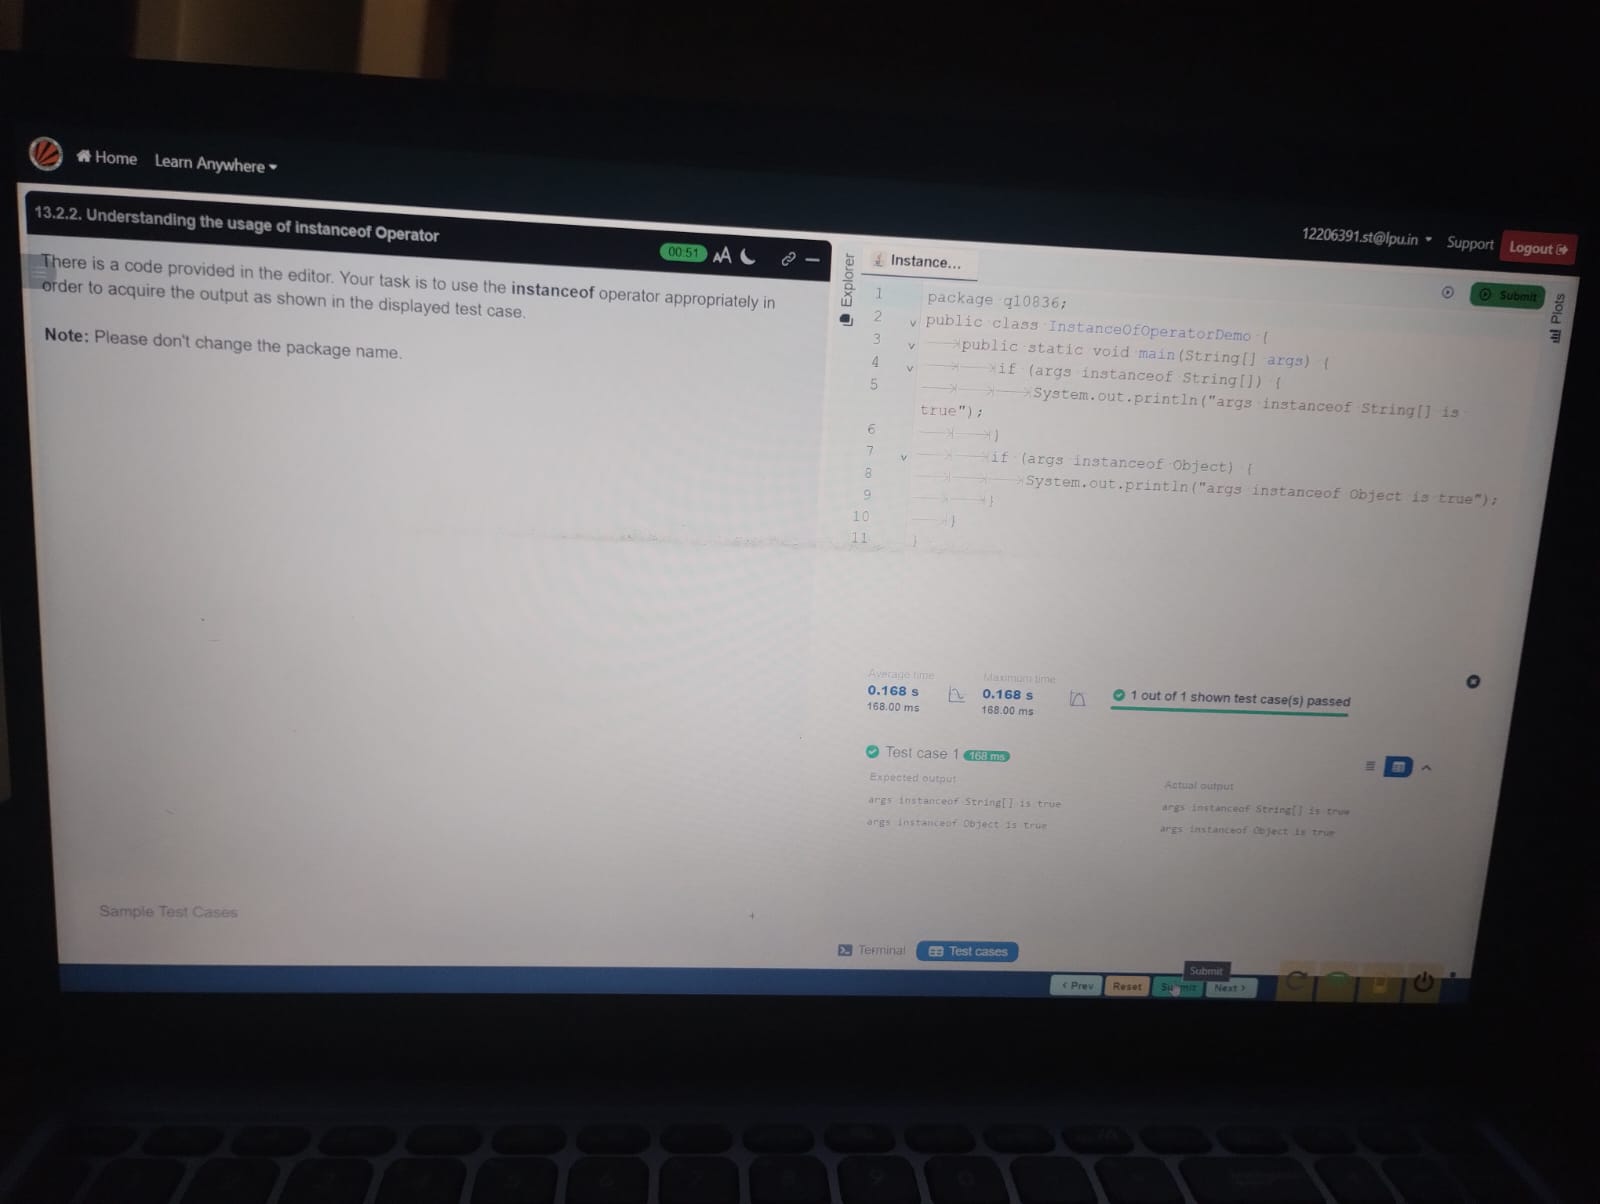 Home Learn Anywhere
12206391.st@lpu.in Support Logout
13.2.2. Understanding the usage of instanceof Operator
00:51 AA
There is a code provided in the editor. Your task is to use the instanceof operator appropriately in
order to acquire the output as shown in the displayed test case.
Note: Please don't change the package name.
Sample Test Cases
Explorer
Instance...
Submit
Plots
1 package q10836;
2 public class InstanceOfOperatorDemo {
3 public static void main(String[] args) {
4 if (args instanceof String[]) {
5 System.out.println("args instanceof String[] is
true");
6 }
7 if (args instanceof Object) {
8 System.out.println("args instanceof Object is true");
9 }
10 }
11 }
Average time Maximum time
0.168 s 0.168 s 1 out of 1 shown test case(s) passed
168.00 ms 168.00 ms
Test case 1 168 ms
Expected output Actual output
args instanceof String[] is true args instanceof String[] is true
args instanceof Object is true args instanceof Object is true
Terminal Test cases
Submit
< Prev Reset Submit Next >